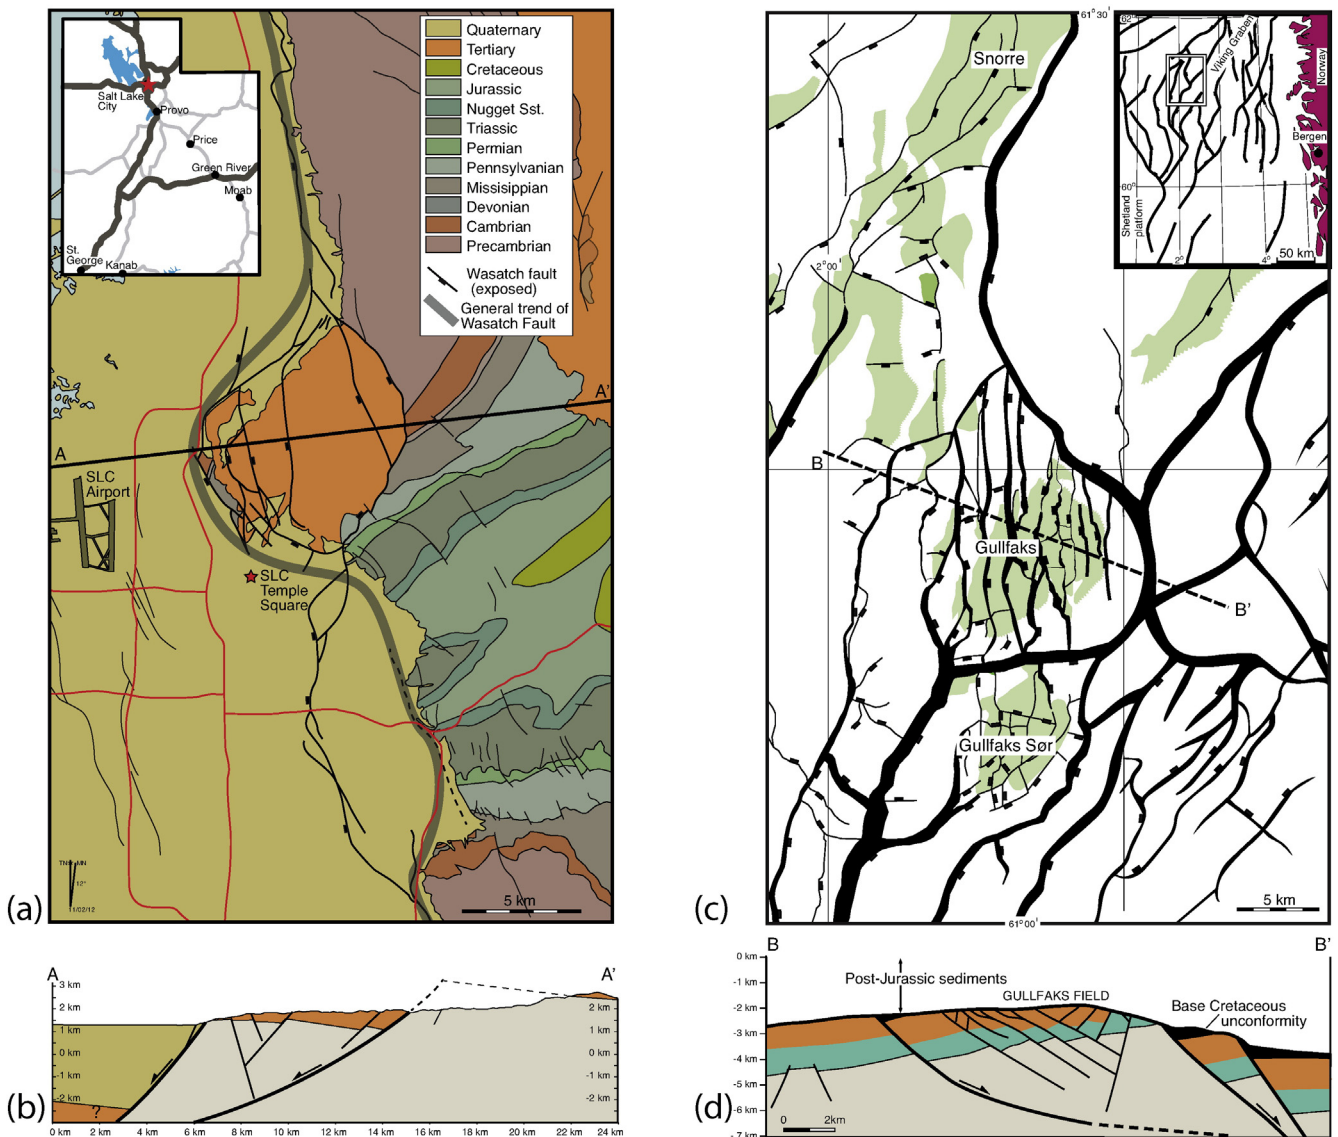 Salt Lake
City
Provo
Price
Green River
Moab
St.
George
Kanab
Quaternary
Tertiary
Cretaceous
Jurassic
Nugget Sst.
Triassic
Permian
Pennsylvanian
Missisippian
Devonian
Cambrian
Precambrian
Wasatch fault
(exposed)
General trend of
Wasatch Fault
A
A'
SLC
Airport
SLC
Temple
Square
MN
12°
5 km
(a)
A
A'
3 km
2 km
1 km
0 km
-1 km
-2 km
2 km
1 km
0 km
-1 km
-2 km
?
0 km
2 km
4 km
6 km
8 km
10 km
12 km
14 km
16 km
18 km
20 km
22 km
24 km
(b)
61°30'
Snorre
62°
Viking Graben
Norway
Bergen
60°
Shetland
platform
2°
4°
50 km
2°00'
B
Gullfaks
B'
Gullfaks Sør
5 km
61°00'
(c)
B
B'
0 km
-1 km
-2 km
-3 km
-4 km
-5 km
-6 km
-7 km
Post-Jurassic sediments
GULLFAKS FIELD
Base Cretaceous
unconformity
0
2km
(d)